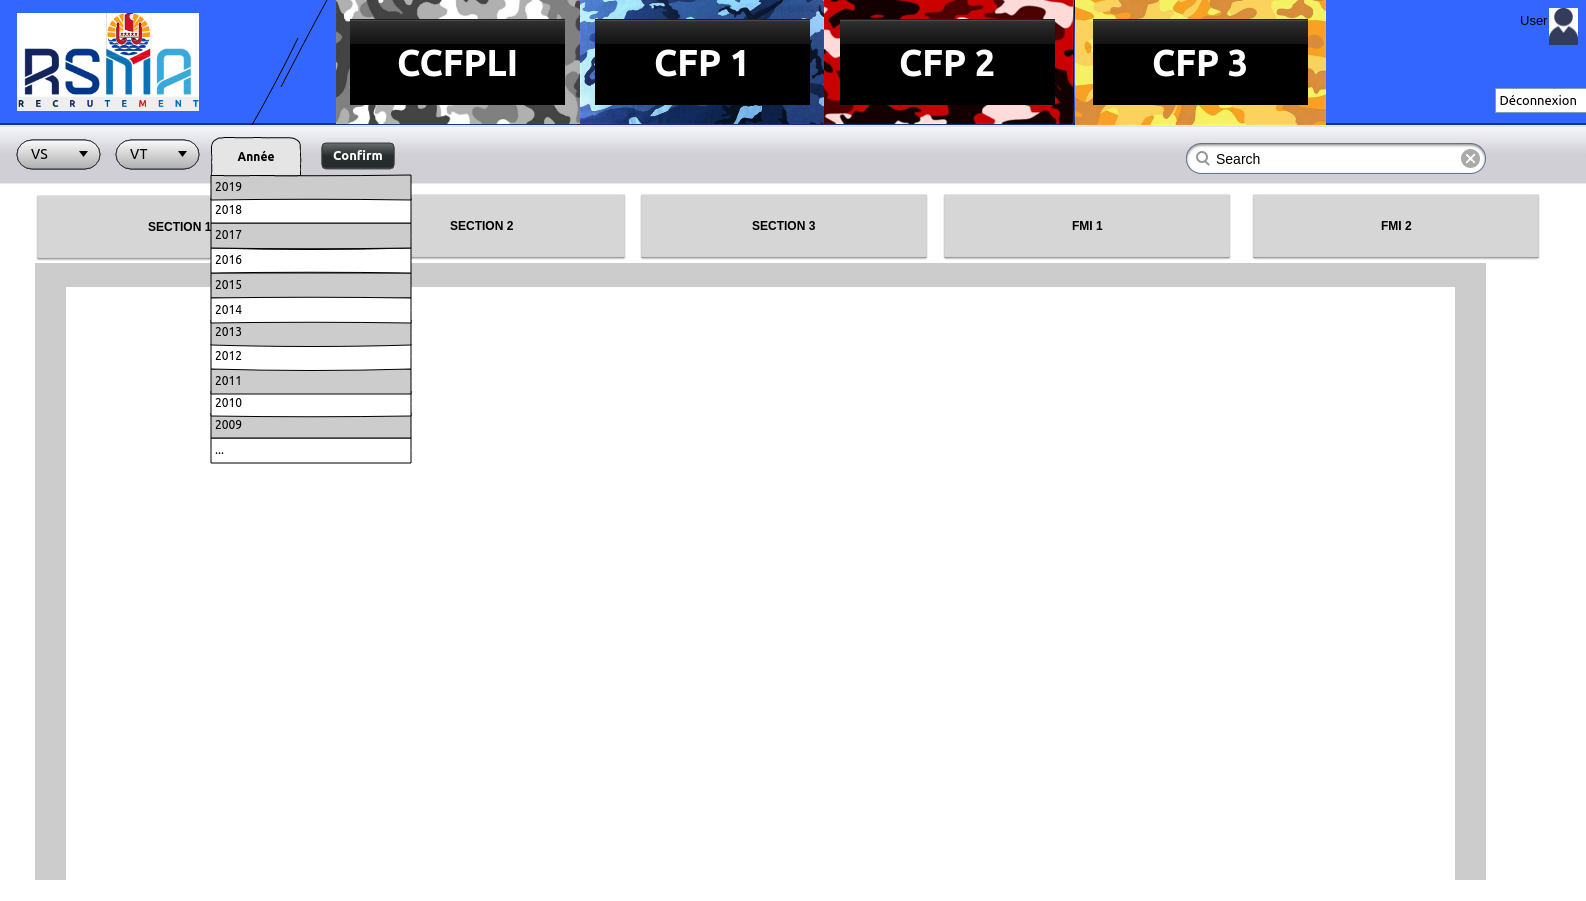 RSMA
RECRUTEMENT
CCFPLI
CFP 1
CFP 2
CFP 3
User
Déconnexion
VS
VT
Année
Confirm
Search
2019
2018
2017
2016
2015
2014
2013
2012
2011
2010
2009
...
SECTION 1
SECTION 2
SECTION 3
FMI 1
FMI 2